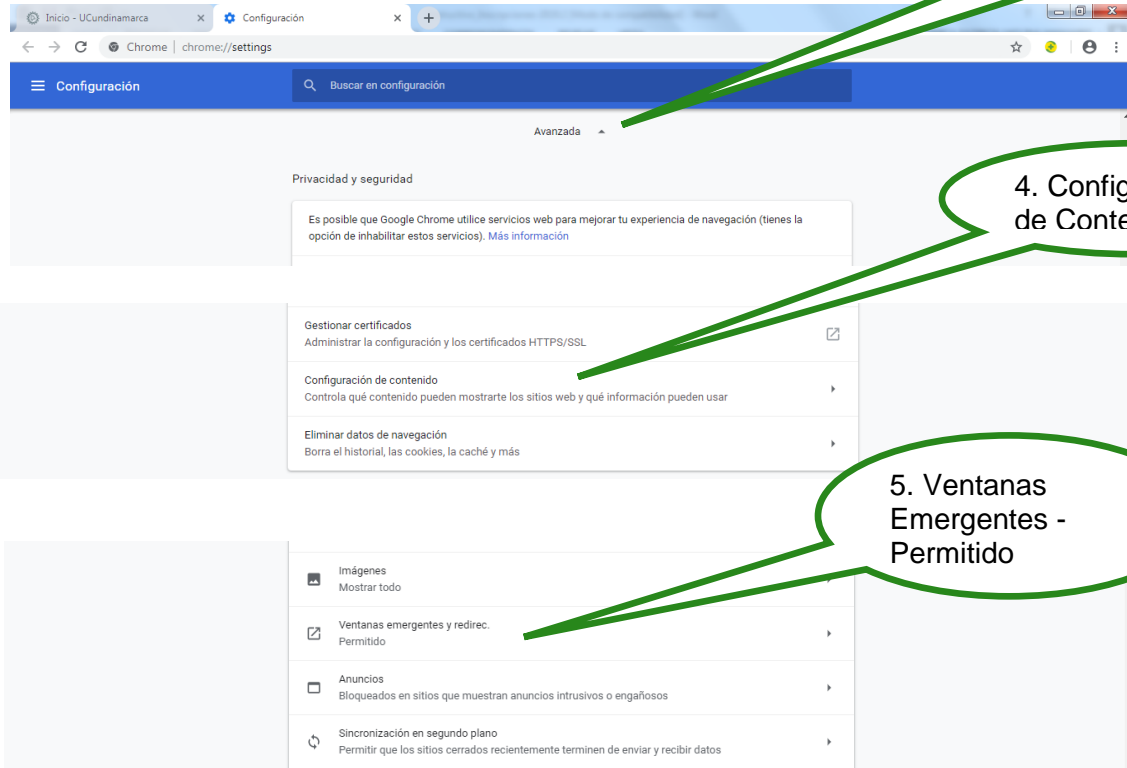 Inicio - UCundinamarca
Configuración
Chrome | chrome://settings
Configuración
Buscar en configuración
Avanzada
Privacidad y seguridad
Es posible que Google Chrome utilice servicios web para mejorar tu experiencia de navegación (tienes la
opción de inhabilitar estos servicios). Más información
4. Config
de Conte
Gestionar certificados
Administrar la configuración y los certificados HTTPS/SSL
Configuración de contenido
Controla qué contenido pueden mostrarte los sitios web y qué información pueden usar
Eliminar datos de navegación
Borra el historial, las cookies, la caché y más
5. Ventanas
Emergentes -
Permitido
Imágenes
Mostrar todo
Ventanas emergentes y redirec.
Permitido
Anuncios
Bloqueados en sitios que muestran anuncios intrusivos o engañosos
Sincronización en segundo plano
Permitir que los sitios cerrados recientemente terminen de enviar y recibir datos